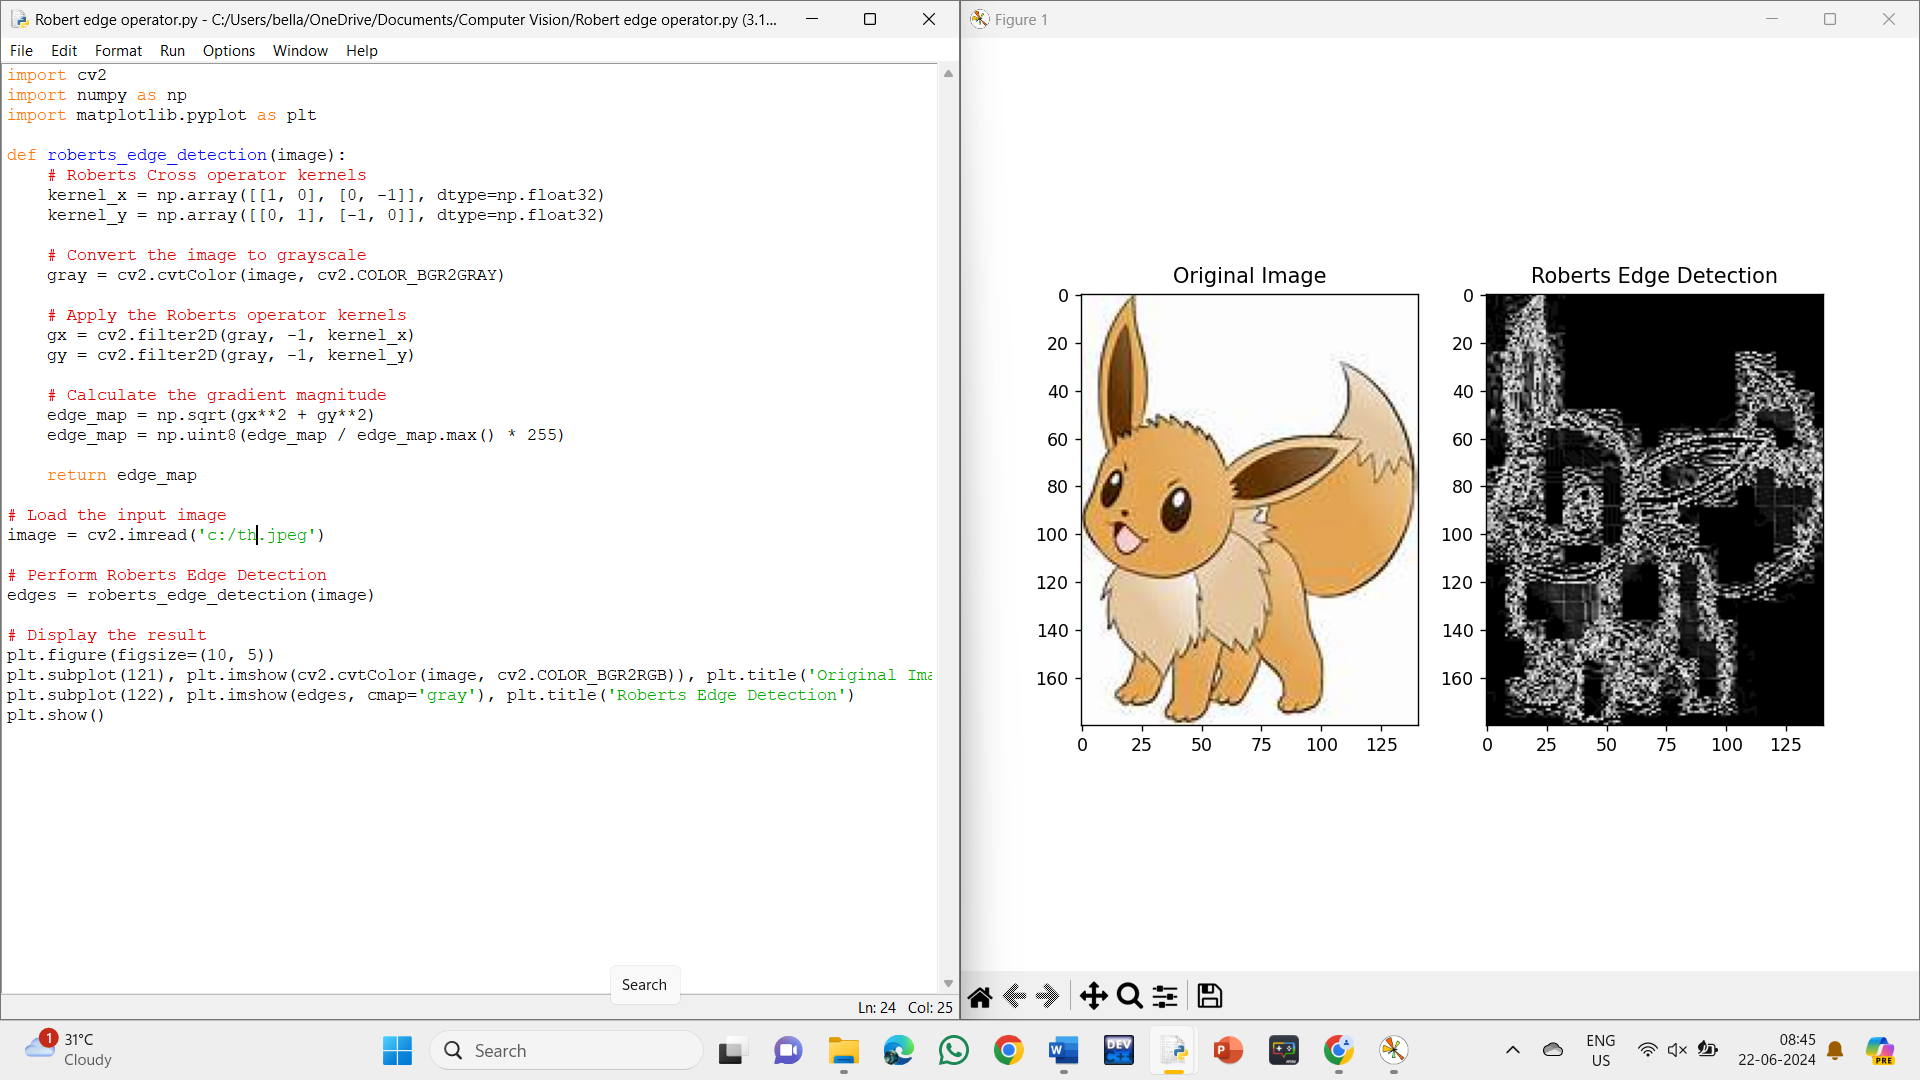 Robert edge operator.py - C:/Users/bella/OneDrive/Documents/Computer Vision/Robert edge operator.py (3.1...
File Edit Format Run Options Window Help
import cv2
import numpy as np
import matplotlib.pyplot as plt
def roberts_edge_detection(image):
# Roberts Cross operator kernels
kernel_x = np.array([[1, 0], [0, -1]], dtype=np.float32)
kernel_y = np.array([[0, 1], [-1, 0]], dtype=np.float32)
# Convert the image to grayscale
gray = cv2.cvtColor(image, cv2.COLOR_BGR2GRAY)
# Apply the Roberts operator kernels
gx = cv2.filter2D(gray, -1, kernel_x)
gy = cv2.filter2D(gray, -1, kernel_y)
# Calculate the gradient magnitude
edge_map = np.sqrt(gx**2 + gy**2)
edge_map = np.uint8(edge_map / edge_map.max() * 255)
return edge_map
# Load the input image
image = cv2.imread('c:/th.jpeg')
# Perform Roberts Edge Detection
edges = roberts_edge_detection(image)
# Display the result
plt.figure(figsize=(10, 5))
plt.subplot(121), plt.imshow(cv2.cvtColor(image, cv2.COLOR_BGR2RGB)), plt.title('Original Ima
plt.subplot(122), plt.imshow(edges, cmap='gray'), plt.title('Roberts Edge Detection')
plt.show()
Search
Ln: 24 Col: 25
Figure 1
Original Image
0
20
40
60
80
100
120
140
160
0 25 50 75 100 125
Roberts Edge Detection
0
20
40
60
80
100
120
140
160
0 25 50 75 100 125
1
31°C
Cloudy
Search
W
DEV
C++
P
ENG
US
08:45
22-06-2024
PRE